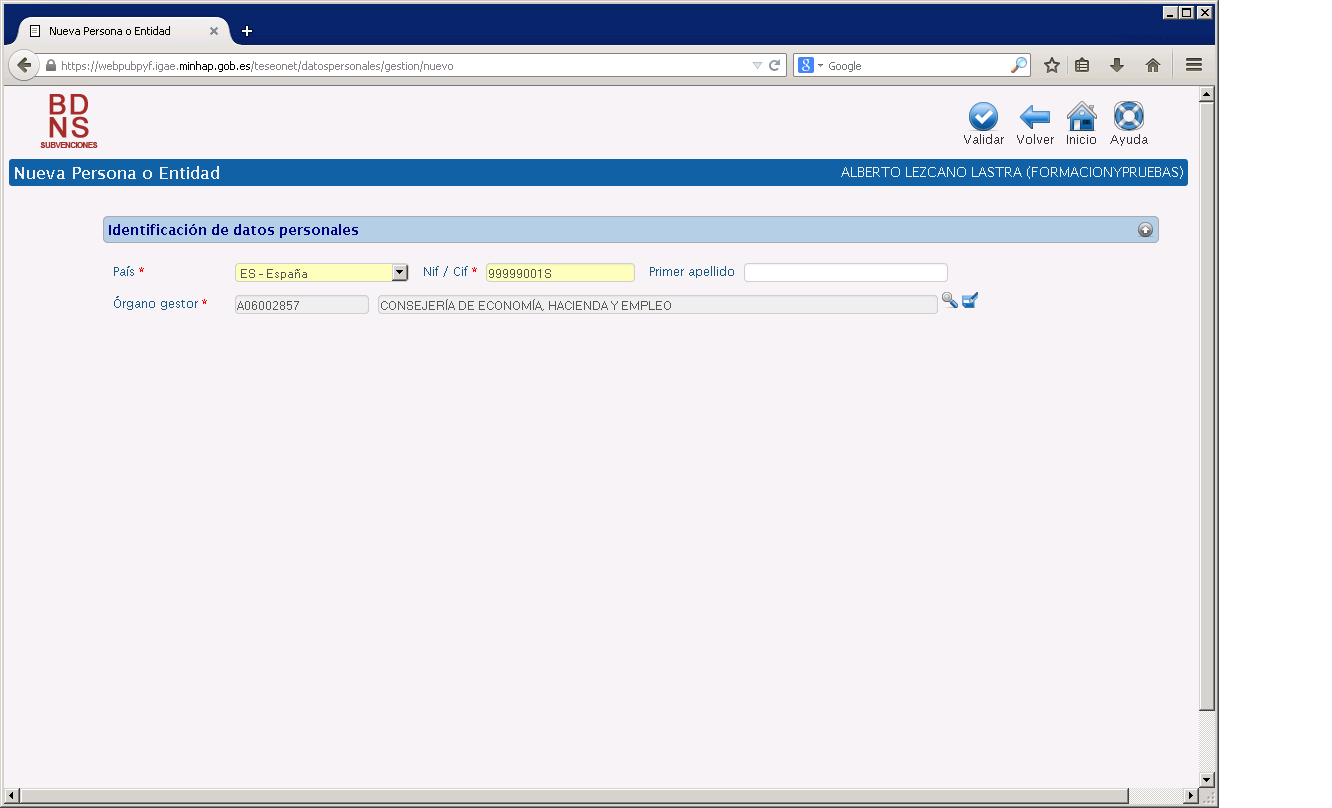 Nueva Persona o Entidad
https://webpubpyf.igae.minhap.gob.es/teseonet/datospersonales/gestion/nuevo
8 Google
BD
NS
SUBVENCIONES
Validar Volver Inicio Ayuda
Nueva Persona o Entidad ALBERTO LEZCANO LASTRA (FORMACIONYPRUEBAS)
Identificación de datos personales
País * ES - España Nif / Cif * 99999001S Primer apellido
Órgano gestor * A06002857 CONSEJERÍA DE ECONOMÍA, HACIENDA Y EMPLEO